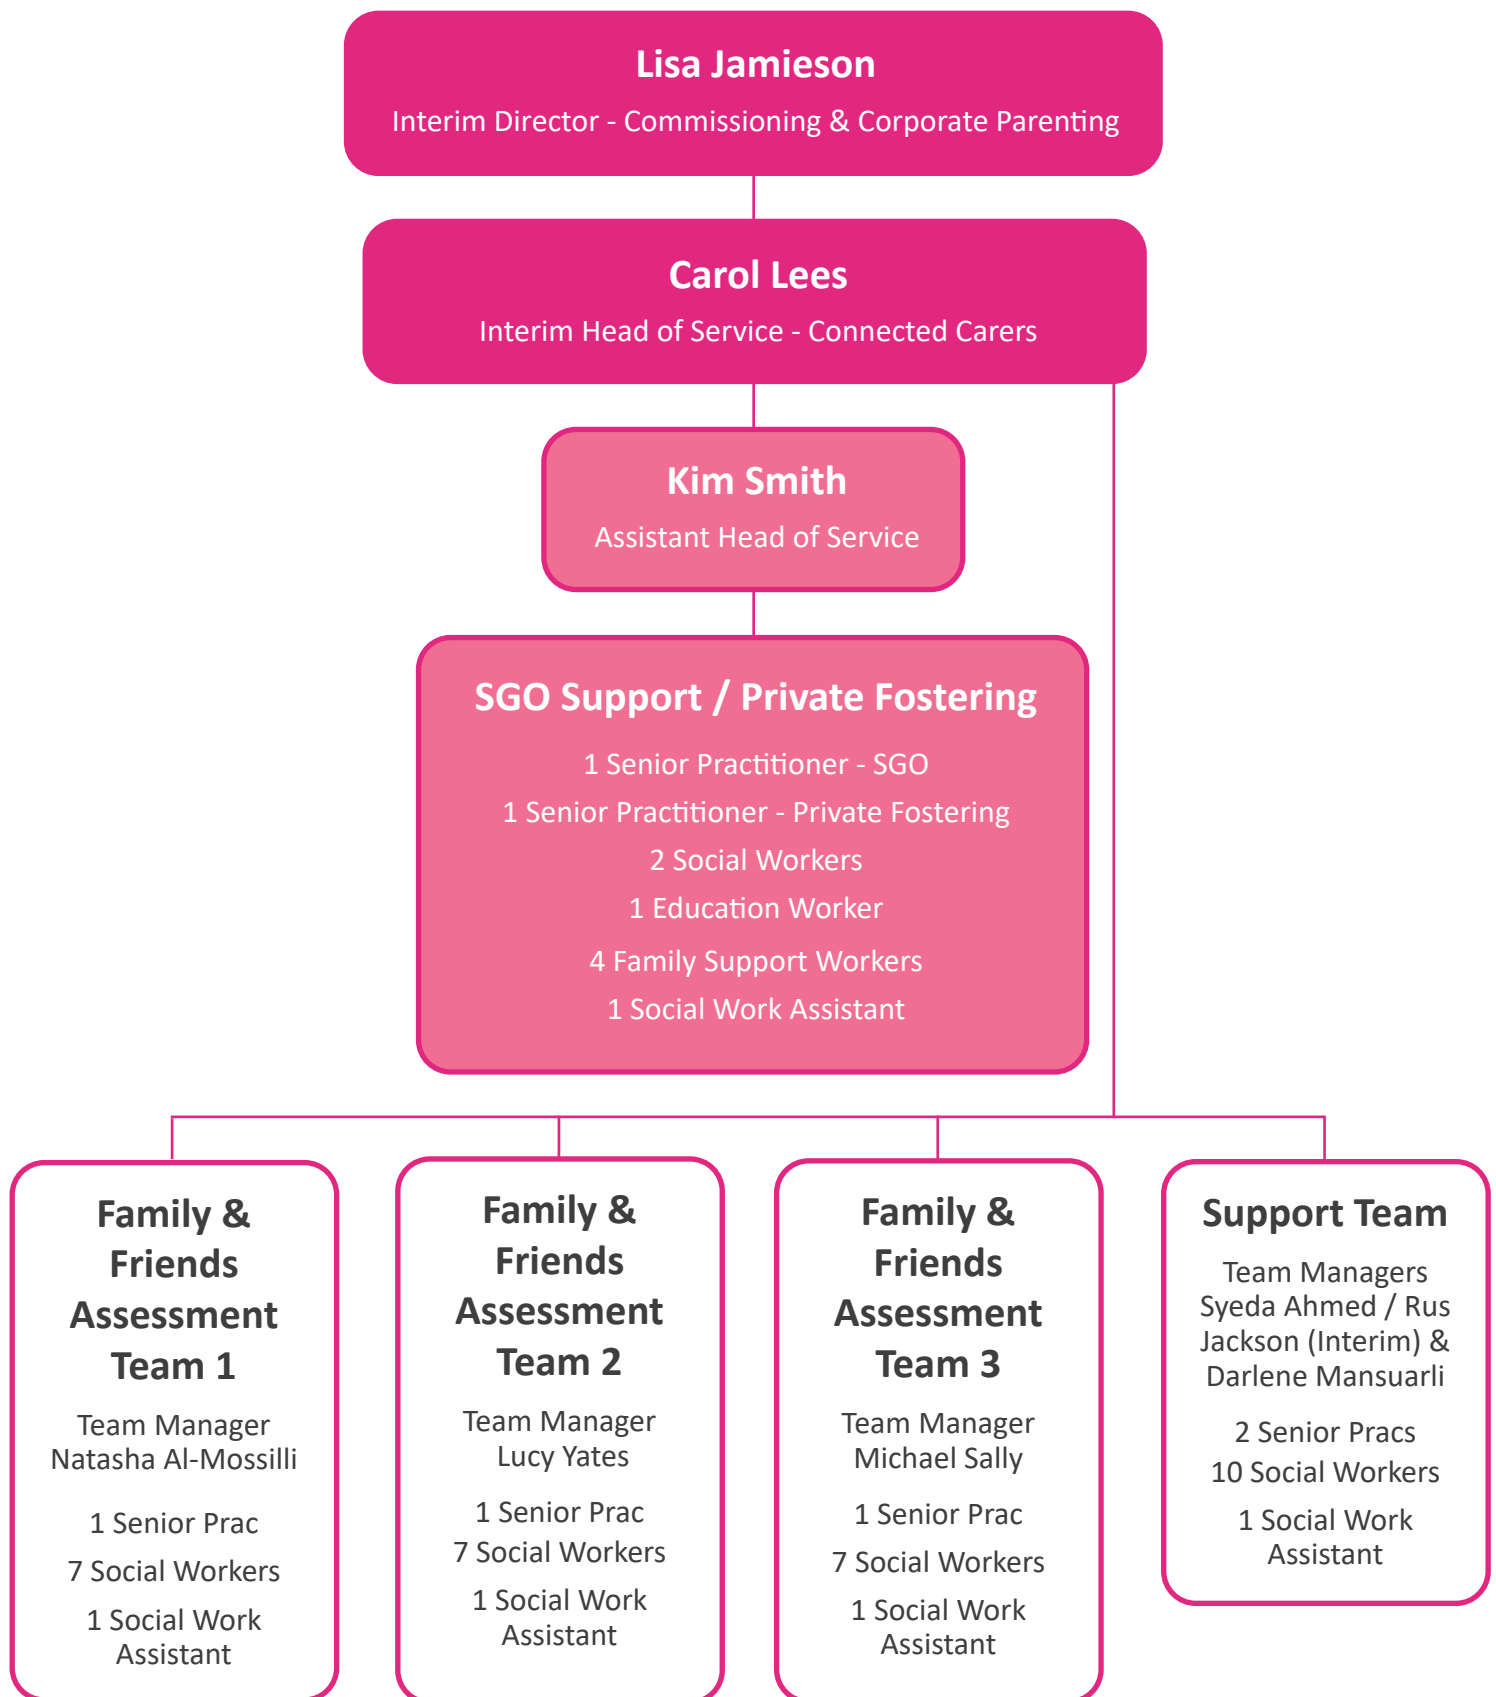 Lisa Jamieson
Interim Director - Commissioning & Corporate Parenting
Carol Lees
Interim Head of Service - Connected Carers
Kim Smith
Assistant Head of Service
SGO Support / Private Fostering
1 Senior Practitioner - SGO
1 Senior Practitioner - Private Fostering
2 Social Workers
1 Education Worker
4 Family Support Workers
1 Social Work Assistant
Family &
Friends
Assessment
Team 1
Team Manager
Natasha Al-Mossilli
1 Senior Prac
7 Social Workers
1 Social Work
Assistant
Family &
Friends
Assessment
Team 2
Team Manager
Lucy Yates
1 Senior Prac
7 Social Workers
1 Social Work
Assistant
Family &
Friends
Assessment
Team 3
Team Manager
Michael Sally
1 Senior Prac
7 Social Workers
1 Social Work
Assistant
Support Team
Team Managers
Syeda Ahmed / Rus
Jackson (Interim) &
Darlene Mansuarli
2 Senior Pracs
10 Social Workers
1 Social Work
Assistant